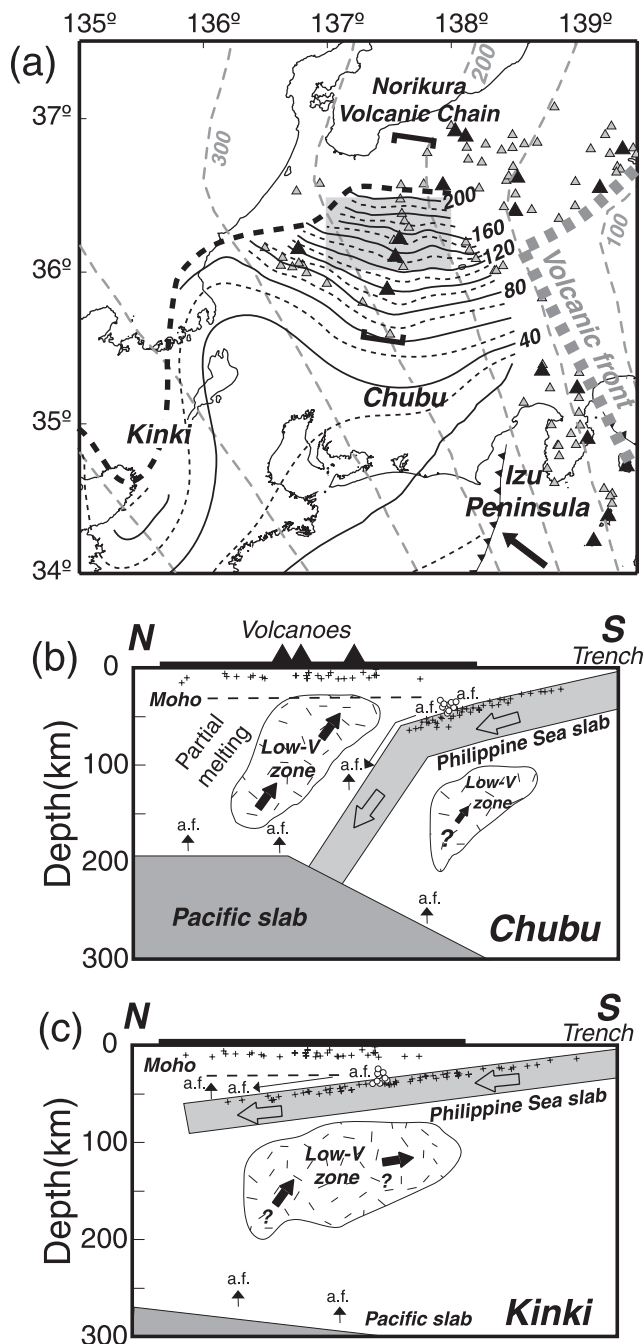 135º 136º 137º 138º 139º
(a)
Norikura
Volcanic Chain
200
37º
300
200
160
100
120
36º
80
Volcanic front
40
Chubu
35º
Kinki
Izu
Peninsula
34º
(b)
N
Volcanoes
S
Trench
0
Moho
a.f.
a.f.
a.f.
Partial melting
Low-V
zone
Philippine Sea slab
100
a.f.
Low-V
zone
?
a.f.
a.f.
200
a.f.
Pacific slab
Chubu
300
Depth(km)
(c)
N
S
Trench
0
Moho
a.f.
a.f.
a.f.
Philippine Sea slab
100
Low-V
zone
?
?
200
a.f.
a.f.
Pacific slab
Kinki
300
Depth(km)